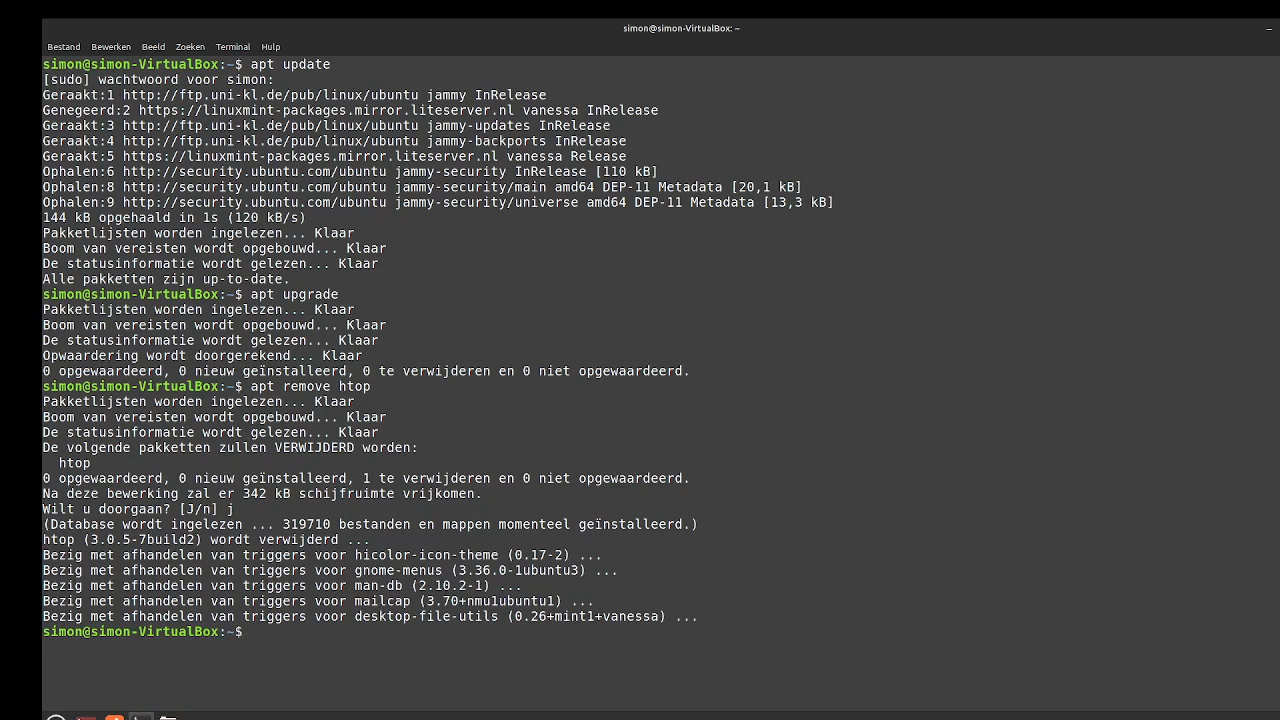 simon@simon-VirtualBox: ~
Bestand Bewerken Beeld Zoeken Terminal Hulp
simon@simon-VirtualBox:~$ apt update
[sudo] wachtwoord voor simon:
Geraakt:1 http://ftp.uni-kl.de/pub/linux/ubuntu jammy InRelease
Genegeerd:2 https://linuxmint-packages.mirror.liteserver.nl vanessa InRelease
Geraakt:3 http://ftp.uni-kl.de/pub/linux/ubuntu jammy-updates InRelease
Geraakt:4 http://ftp.uni-kl.de/pub/linux/ubuntu jammy-backports InRelease
Geraakt:5 https://linuxmint-packages.mirror.liteserver.nl vanessa Release
Ophalen:6 http://security.ubuntu.com/ubuntu jammy-security InRelease [110 kB]
Ophalen:8 http://security.ubuntu.com/ubuntu jammy-security/main amd64 DEP-11 Metadata [20,1 kB]
Ophalen:9 http://security.ubuntu.com/ubuntu jammy-security/universe amd64 DEP-11 Metadata [13,3 kB]
144 kB opgehaald in 1s (120 kB/s)
Pakketlijsten worden ingelezen... Klaar
Boom van vereisten wordt opgebouwd... Klaar
De statusinformatie wordt gelezen... Klaar
Alle pakketten zijn up-to-date.
simon@simon-VirtualBox:~$ apt upgrade
Pakketlijsten worden ingelezen... Klaar
Boom van vereisten wordt opgebouwd... Klaar
De statusinformatie wordt gelezen... Klaar
Opwaardering wordt doorgerekend... Klaar
0 opgewaardeerd, 0 nieuw geïnstalleerd, 0 te verwijderen en 0 niet opgewaardeerd.
simon@simon-VirtualBox:~$ apt remove htop
Pakketlijsten worden ingelezen... Klaar
Boom van vereisten wordt opgebouwd... Klaar
De statusinformatie wordt gelezen... Klaar
De volgende pakketten zullen VERWIJDERD worden:
  htop
0 opgewaardeerd, 0 nieuw geïnstalleerd, 1 te verwijderen en 0 niet opgewaardeerd.
Na deze bewerking zal er 342 kB schijfruimte vrijkomen.
Wilt u doorgaan? [J/n] j
(Database wordt ingelezen ... 319710 bestanden en mappen momenteel geïnstalleerd.)
htop (3.0.5-7build2) wordt verwijderd ...
Bezig met afhandelen van triggers voor hicolor-icon-theme (0.17-2) ...
Bezig met afhandelen van triggers voor gnome-menus (3.36.0-1ubuntu3) ...
Bezig met afhandelen van triggers voor man-db (2.10.2-1) ...
Bezig met afhandelen van triggers voor mailcap (3.70+nmu1ubuntu1) ...
Bezig met afhandelen van triggers voor desktop-file-utils (0.26+mint1+vanessa) ...
simon@simon-VirtualBox:~$